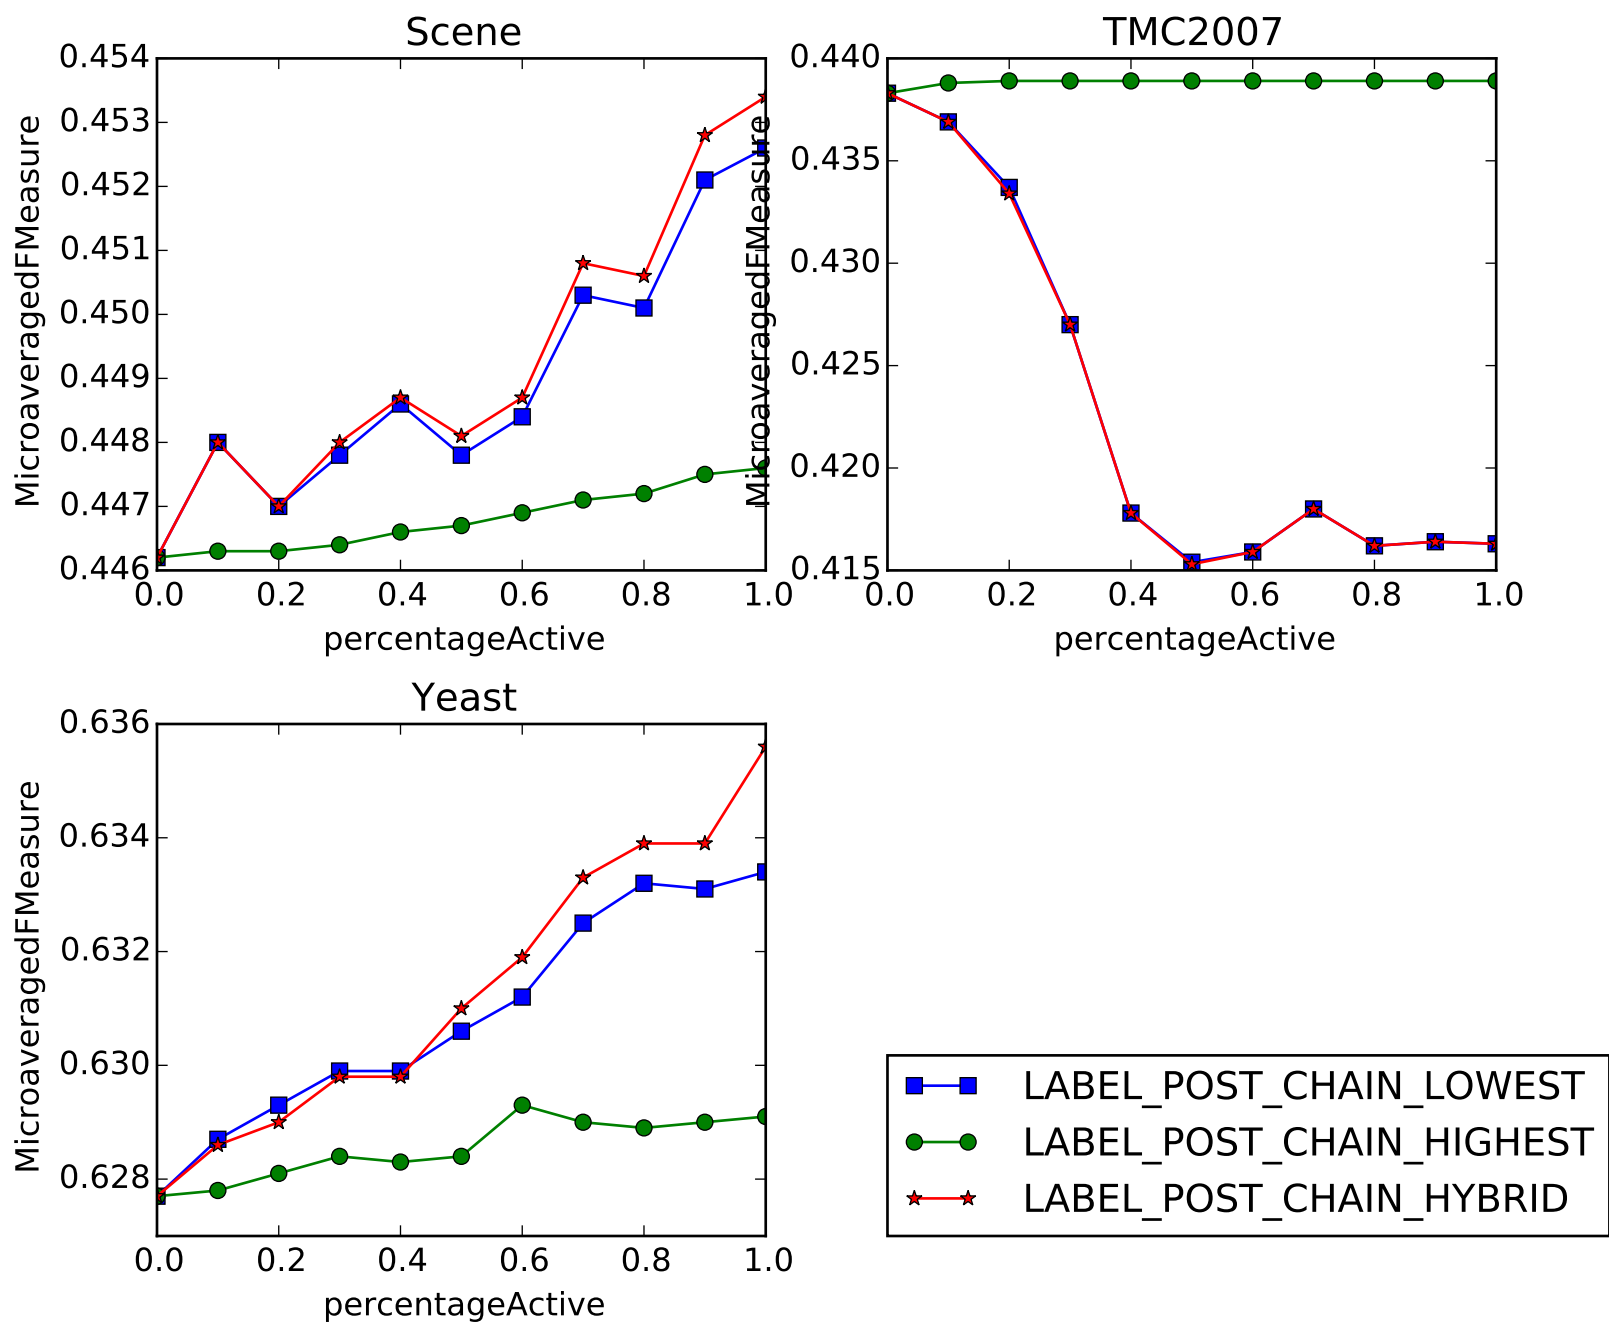 Scene
0.454
0.453
0.452
0.451
0.450
0.449
0.448
0.447
0.446
MicroaveragedFMeasure
0.0 0.2 0.4 0.6 0.8 1.0
percentageActive
TMC2007
0.440
0.435
0.430
0.425
0.420
0.415
MicroaveragedFMeasure
0.0 0.2 0.4 0.6 0.8 1.0
percentageActive
Yeast
0.636
0.634
0.632
0.630
0.628
MicroaveragedFMeasure
0.0 0.2 0.4 0.6 0.8 1.0
percentageActive
LABEL_POST_CHAIN_LOWEST
LABEL_POST_CHAIN_HIGHEST
LABEL_POST_CHAIN_HYBRID